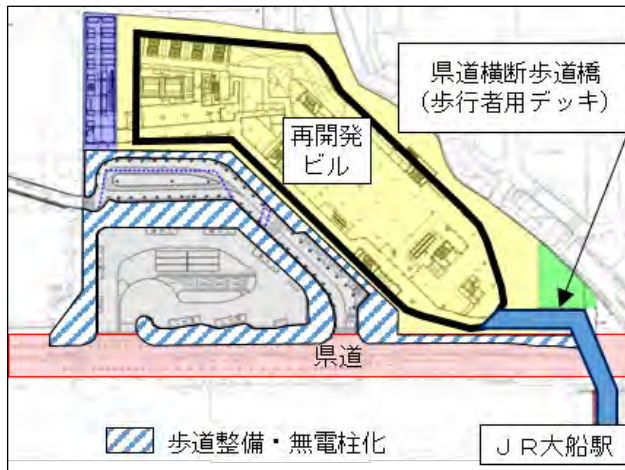 県道横断歩道橋
（歩行者用デッキ）
再開発
ビル
県道
歩道整備・無電柱化
ＪＲ大船駅